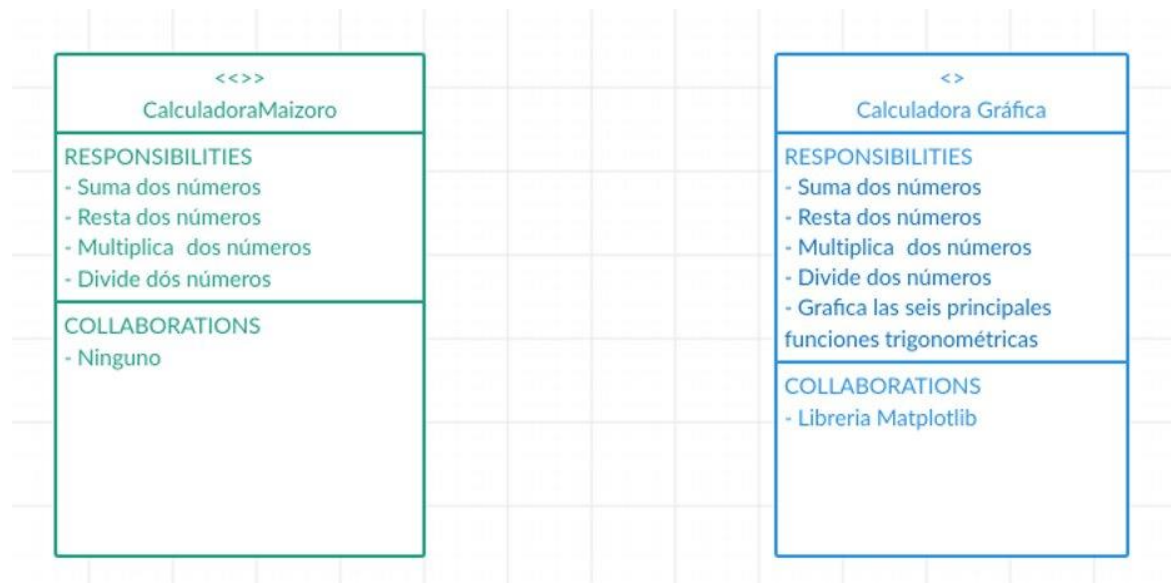 <<>>
CalculadoraMaizoro
RESPONSIBILITIES
- Suma dos números
- Resta dos números
- Multiplica dos números
- Divide dós números
COLLABORATIONS
- Ninguno
<>
Calculadora Gráfica
RESPONSIBILITIES
- Suma dos números
- Resta dos números
- Multiplica dos números
- Divide dos números
- Grafica las seis principales
funciones trigonométricas
COLLABORATIONS
- Libreria Matplotlib